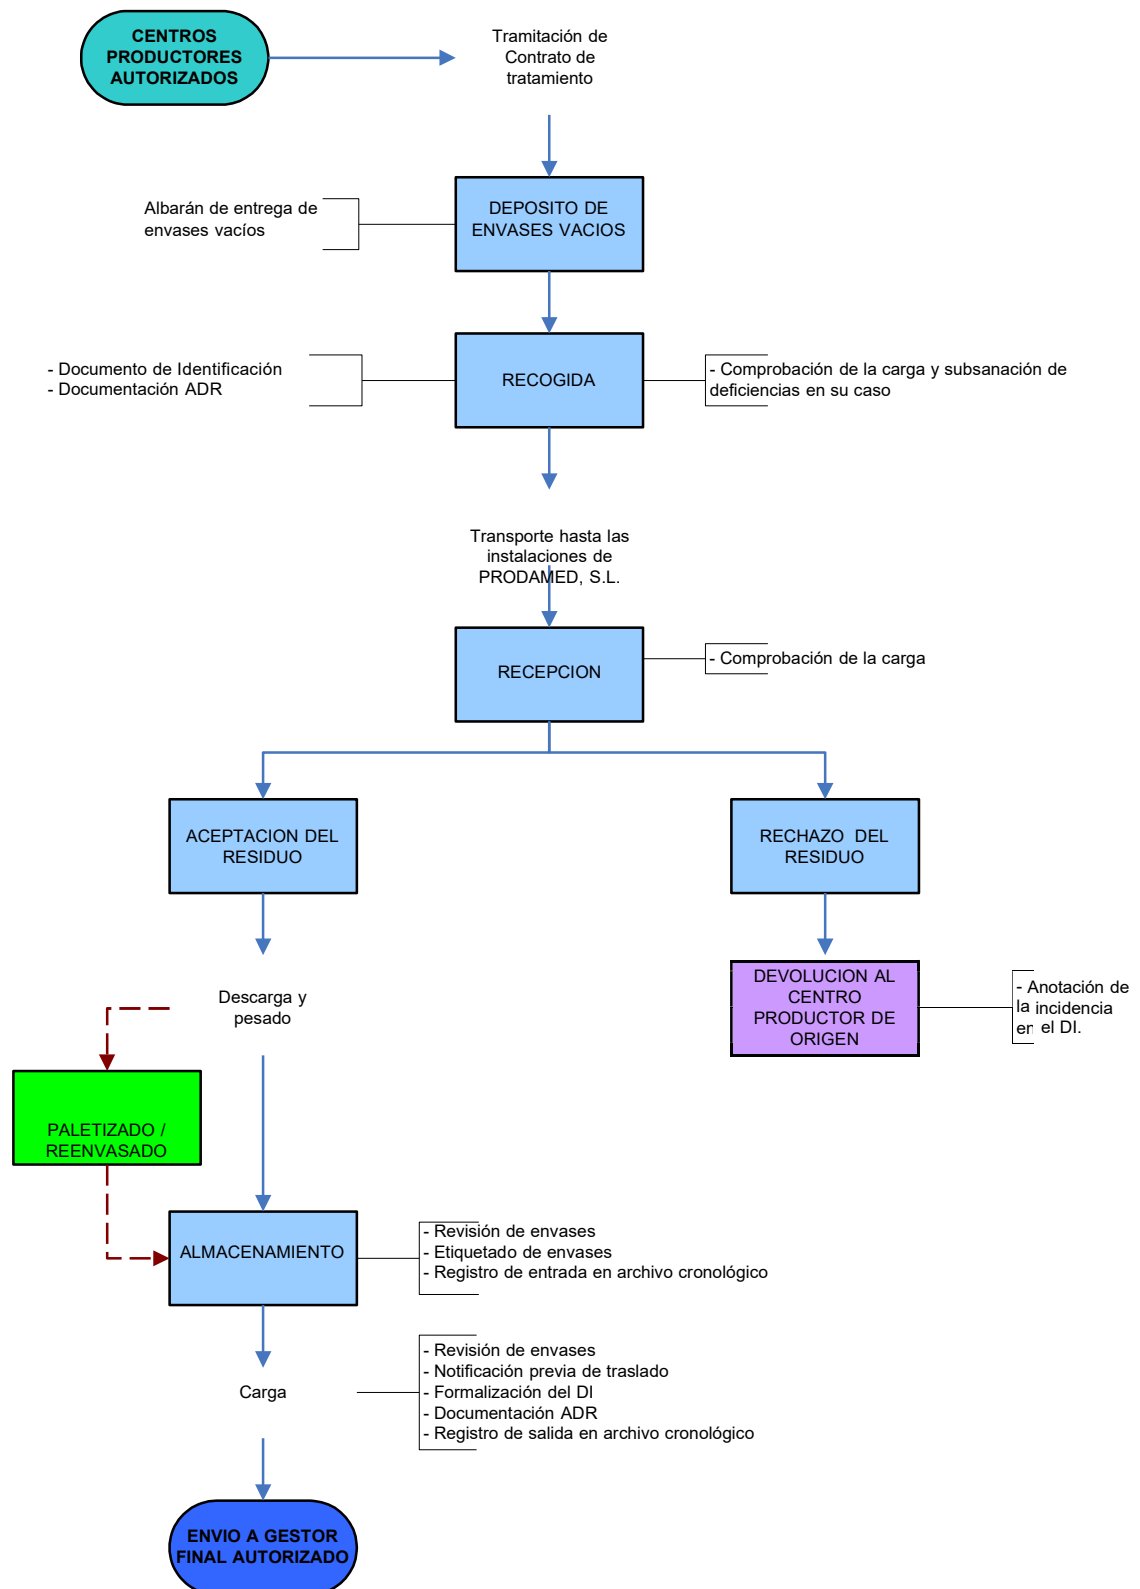 CENTROS
PRODUCTORES
AUTORIZADOS
Tramitación de
Contrato de
tratamiento
Albarán de entrega de
envases vacíos
DEPOSITO DE
ENVASES VACIOS
- Documento de Identificación
- Documentación ADR
RECOGIDA
- Comprobación de la carga y subsanación de
deficiencias en su caso
Transporte hasta las
instalaciones de
PRODAMED, S.L.
RECEPCION
- Comprobación de la carga
ACEPTACION DEL
RESIDUO
RECHAZO DEL
RESIDUO
Descarga y
pesado
DEVOLUCION AL
CENTRO
PRODUCTOR DE
ORIGEN
- Anotación de
la incidencia
en el DI.
PALETIZADO /
REENVASADO
ALMACENAMIENTO
- Revisión de envases
- Etiquetado de envases
- Registro de entrada en archivo cronológico
Carga
- Revisión de envases
- Notificación previa de traslado
- Formalización del DI
- Documentación ADR
- Registro de salida en archivo cronológico
ENVIO A GESTOR
FINAL AUTORIZADO